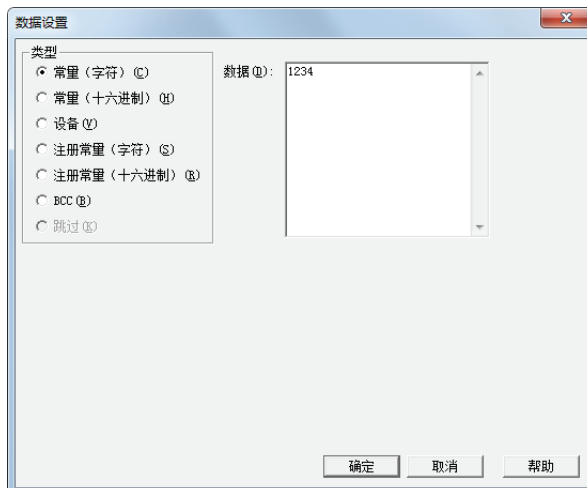 数据设置
类型
常量（字符）(C)
常量（十六进制）(H)
设备(V)
注册常量（字符）(S)
注册常量（十六进制）(R)
BCC(B)
跳过(K)
数据(D)：
1234
确定
取消
帮助